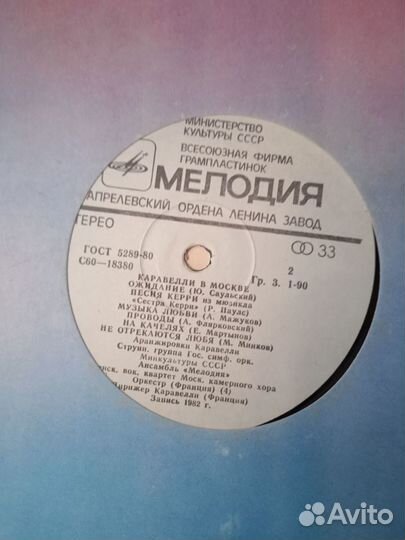 МИНИСТЕРСТВО
КУЛЬТУРЫ СССР
ВСЕСОЮЗНАЯ ФИРМА
ГРАМПЛАСТИНОК
МЕЛОДИЯ
АПРЕЛЕВСКИЙ ОРДЕНА ЛЕНИНА ЗАВОД
ТЕРЕО
33
ГОСТ 5289-80
С60-18380
2
Гр. 3. 1-90
КАРАВЕЛЛИ В МОСКВЕ
ОЖИДАНИЕ (Ю. Саульский)
ПЕСНЯ КЕРРИ из мюзикла
«Сестра Керри» (Р. Паулс)
МУЗЫКА ЛЮБВИ (А. Мажуков)
ПРОВОДЫ (А. Флярковский)
НА КАЧЕЛЯХ (Е. Мартынов)
НЕ ОТРЕКАЮТСЯ ЛЮБЯ (М. Минков)
Аранжировки Каравелли
Струнн. группа Гос. симф. орк.
Минкультуры СССР
Ансамбль «Мелодия»
енск. вок. квартет Моск. камерного хора
Оркестр (Франция) (4)
Дирижер Каравелли (Франция)
Запись 1982 г.
Avito